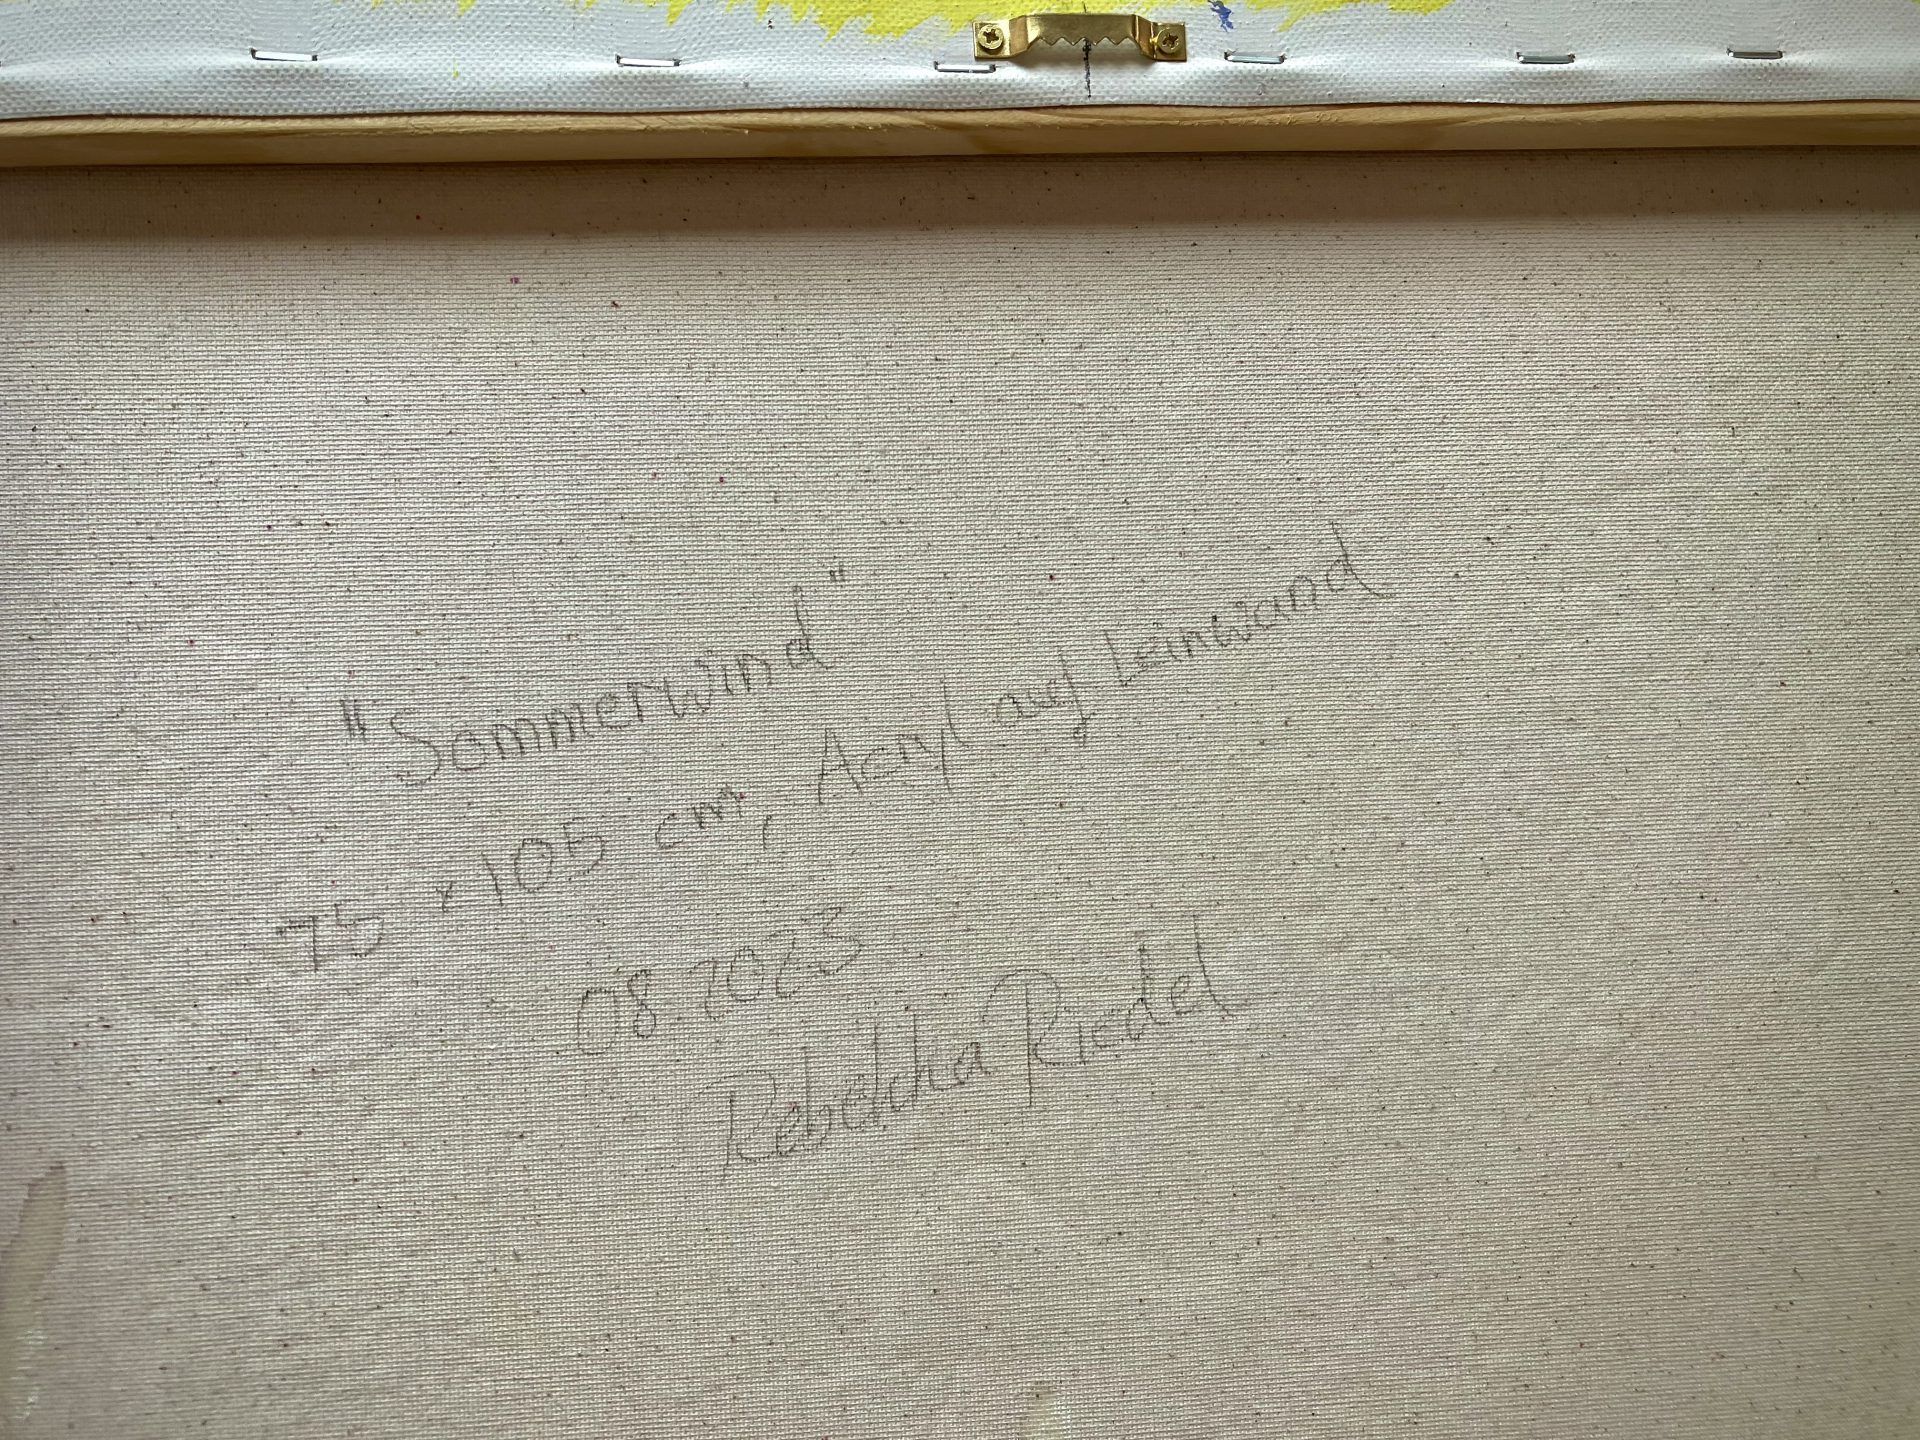 "Sommerwind"
75 x 105 cm, Acryl auf Leinwand
08.2023
Rebekka Riedel